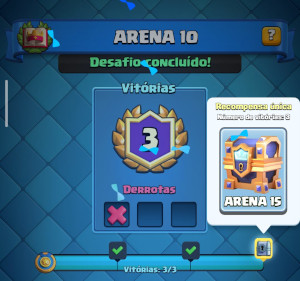 ARENA 10
?
Desafio concluído!
Vitórias
Recompensa única
Número de vitórias: 3
3
ARENA 15
Derrotas
Vitórias: 3/3